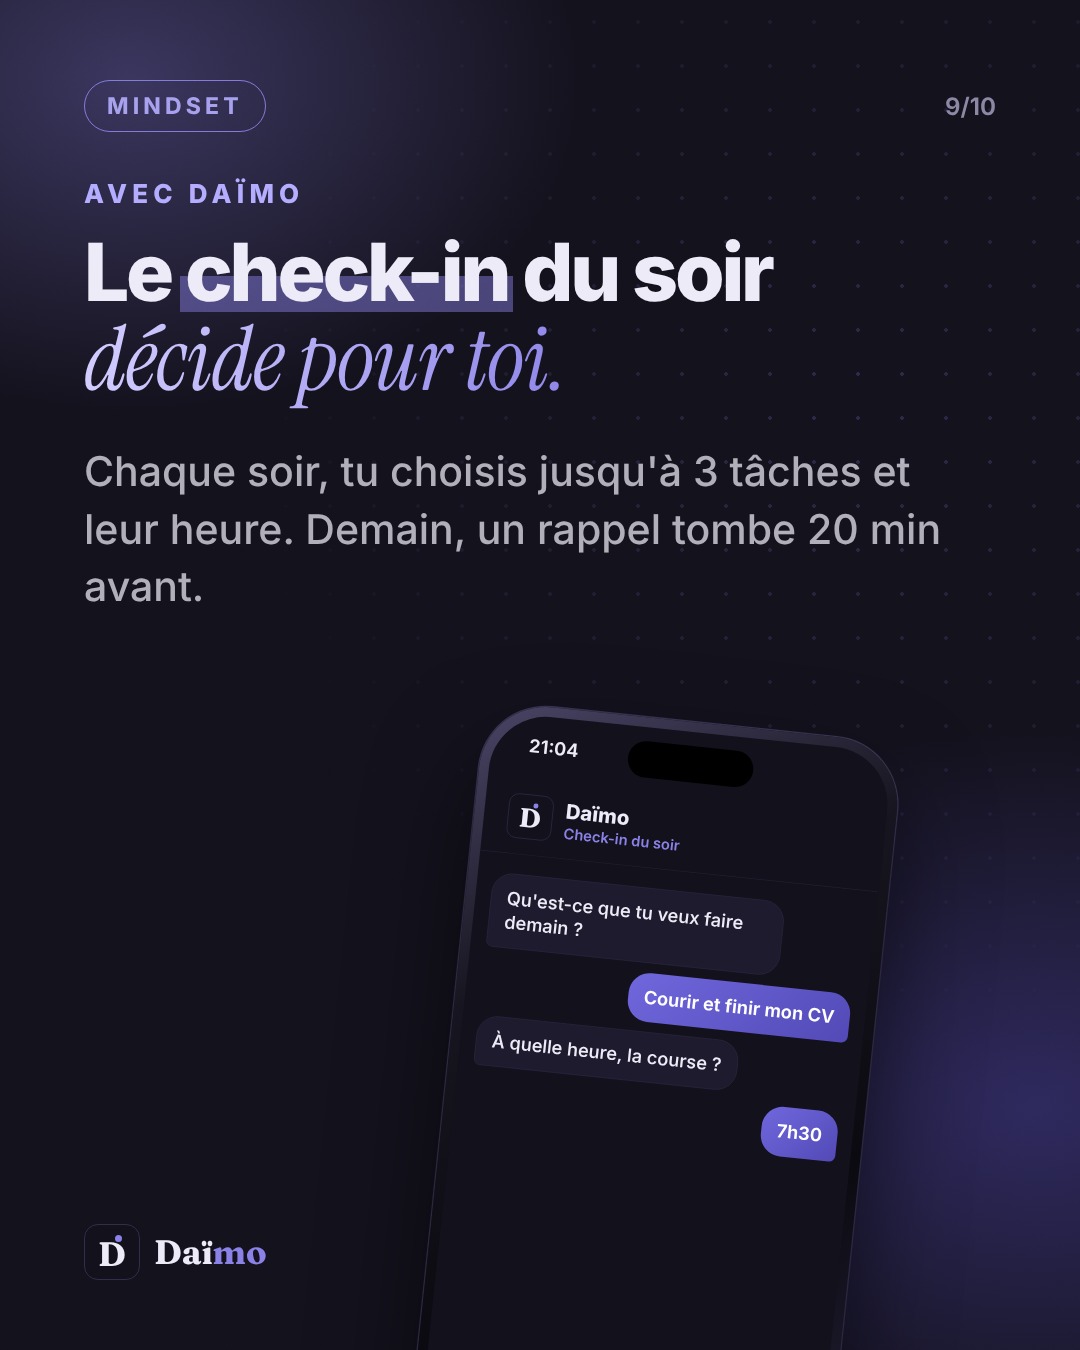 MINDSET
9/10
AVEC DAÏMO
Le check-in du soir
décide pour toi.
Chaque soir, tu choisis jusqu'à 3 tâches et
leur heure. Demain, un rappel tombe 20 min
avant.
21:04
D
Daïmo
Check-in du soir
Qu'est-ce que tu veux faire
demain ?
Courir et finir mon CV
À quelle heure, la course ?
7h30
D
Daïmo